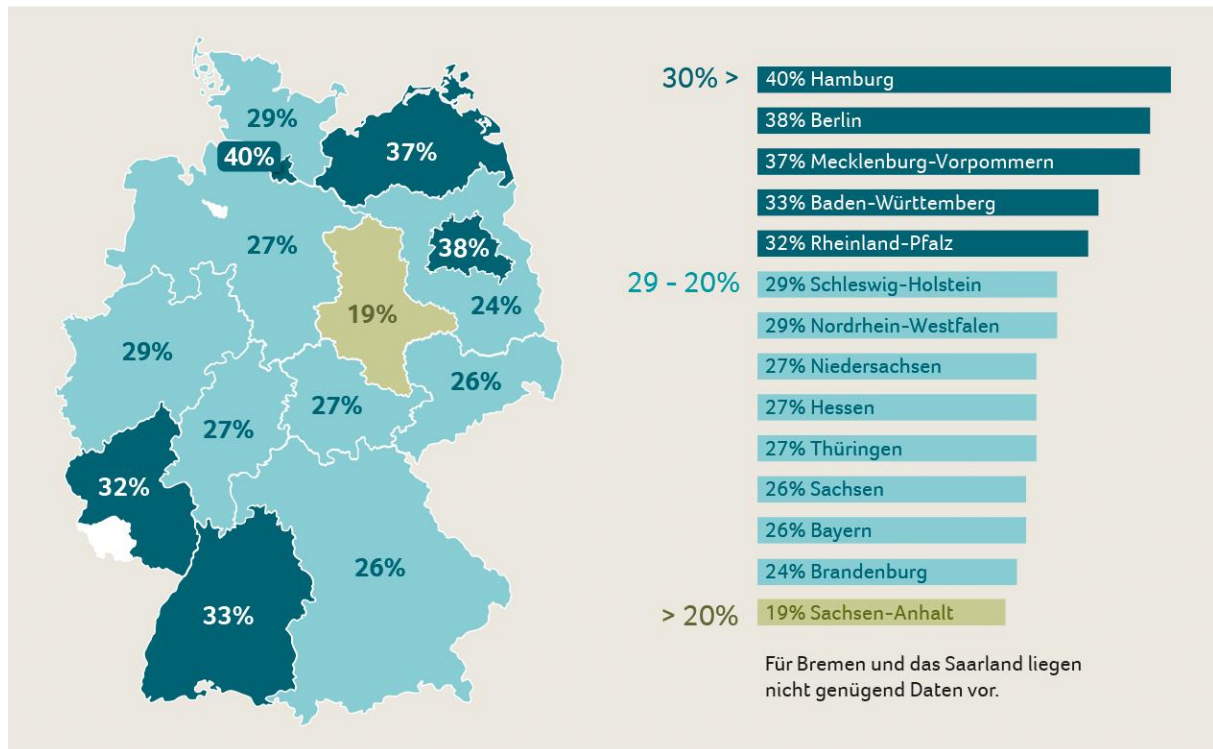 29%
40%
37%
27%
38%
19%
24%
29%
26%
27%
27%
32%
26%
33%
30% >
40% Hamburg
38% Berlin
37% Mecklenburg-Vorpommern
33% Baden-Württemberg
32% Rheinland-Pfalz
29 - 20%
29% Schleswig-Holstein
29% Nordrhein-Westfalen
27% Niedersachsen
27% Hessen
27% Thüringen
26% Sachsen
26% Bayern
24% Brandenburg
> 20%
19% Sachsen-Anhalt
Für Bremen und das Saarland liegen
nicht genügend Daten vor.